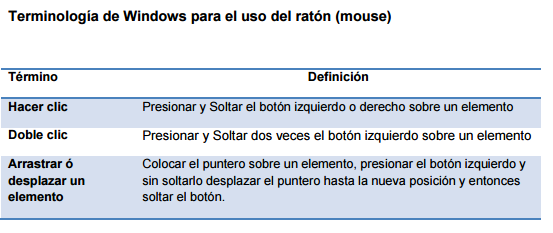 Terminología de Windows para el uso del ratón (mouse)
Término Definición
Hacer clic Presionar y Soltar el botón izquierdo o derecho sobre un elemento
Doble clic Presionar y Soltar dos veces el botón izquierdo sobre un elemento
Arrastrar ó Colocar el puntero sobre un elemento, presionar el botón izquierdo y
desplazar un sin soltarlo desplazar el puntero hasta la nueva posición y entonces
elemento soltar el botón.